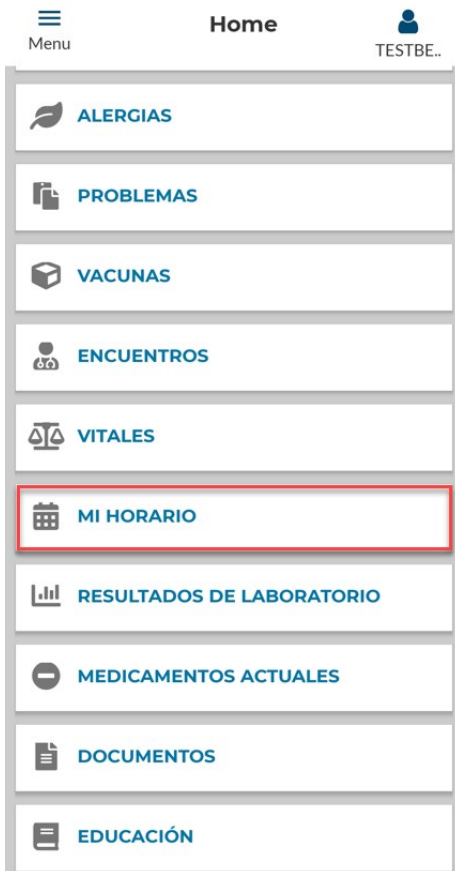 Menu
Home
TESTBE..
ALERGIAS
PROBLEMAS
VACUNAS
ENCUENTROS
VITALES
MI HORARIO
RESULTADOS DE LABORATORIO
MEDICAMENTOS ACTUALES
DOCUMENTOS
EDUCACIÓN